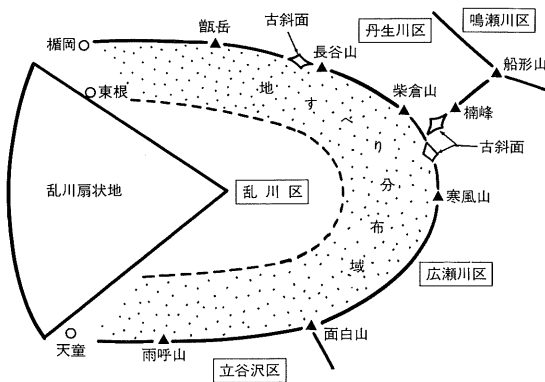 古斜面
丹生川区
鳴瀬川区
甑岳
楯岡
長谷山
船形山
東根
地すべり分布域
柴倉山
楠峰
古斜面
乱川扇状地
乱川区
寒風山
広瀬川区
面白山
天童
雨呼山
立谷沢区